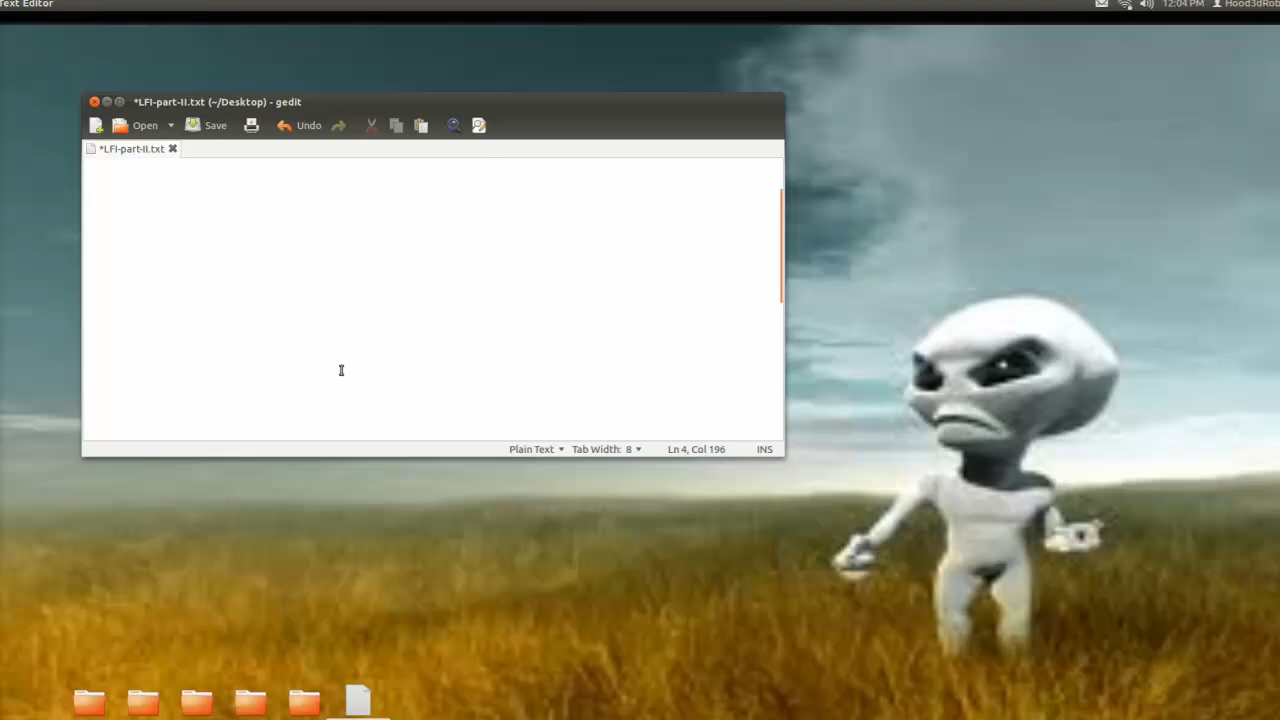 Text Editor
12:04 PM
Hood3dRob
*LFI-part-II.txt (~/Desktop) - gedit
Open Save Undo
*LFI-part-II.txt
Plain Text Tab Width: 8 Ln 4, Col 196 INS